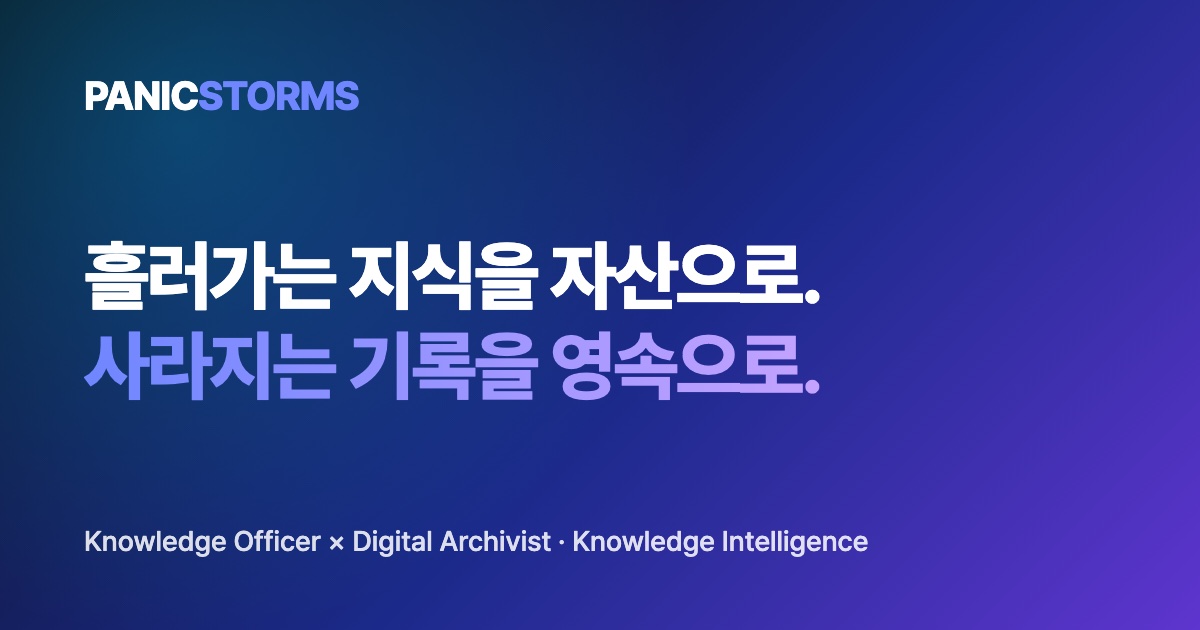 PANICSTORMS
흘러가는 지식을 자산으로.
사라지는 기록을 영속으로.
Knowledge Officer × Digital Archivist · Knowledge Intelligence